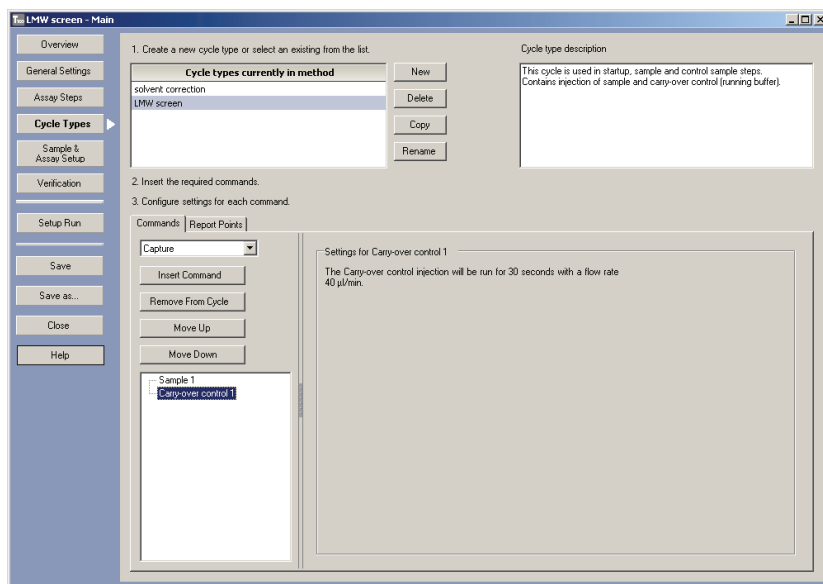 T100 LMW screen - Main
Overview
General Settings
Assay Steps
Cycle Types
Sample &
Assay Setup
Verification
Setup Run
Save
Save as...
Close
Help
1. Create a new cycle type or select an existing from the list.
Cycle types currently in method
solvent correction
LMW screen
New
Delete
Copy
Rename
Cycle type description
This cycle is used in startup, sample and control sample steps.
Contains injection of sample and carry-over control (running buffer).
2. Insert the required commands.
3. Configure settings for each command.
Commands
Report Points
Capture
Insert Command
Remove From Cycle
Move Up
Move Down
Sample 1
Carry-over control 1
Settings for Carry-over control 1
The Carry-over control injection will be run for 30 seconds with a flow rate
40 µl/min.